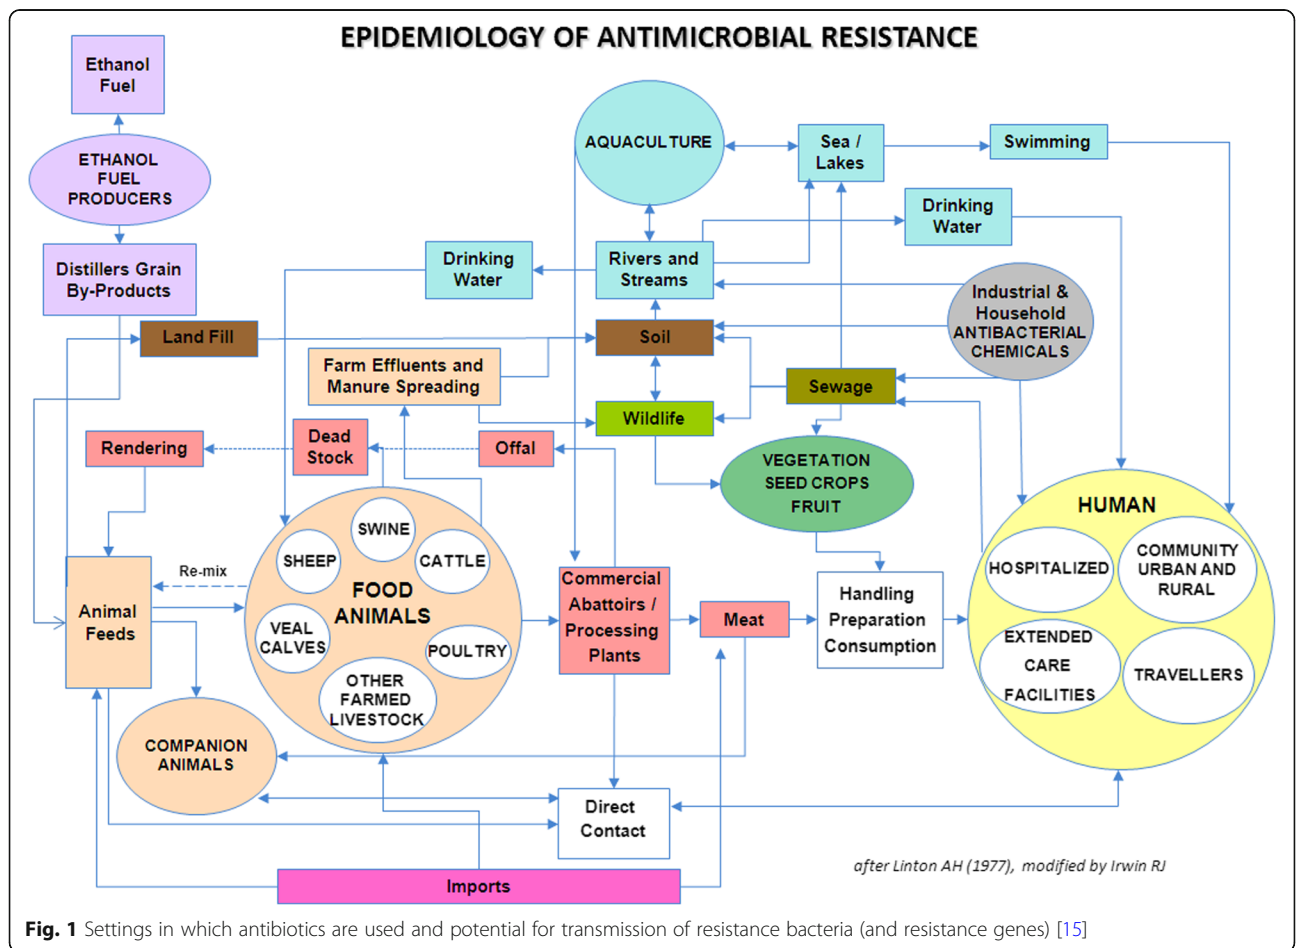 EPIDEMIOLOGY OF ANTIMICROBIAL RESISTANCE
Ethanol
Fuel
ETHANOL
FUEL
PRODUCERS
Distillers Grain
By-Products
AQUACULTURE
Sea /
Lakes
Swimming
Drinking
Water
Drinking
Water
Rivers and
Streams
Industrial &
Household
ANTIBACTERIAL
CHEMICALS
Land Fill
Soil
Farm Effluents and
Manure Spreading
Sewage
Wildlife
Rendering
Dead
Stock
Offal
VEGETATION
SEED CROPS
FRUIT
Animal
Feeds
Re-mix
FOOD
ANIMALS
SWINE
SHEEP
CATTLE
VEAL
CALVES
POULTRY
OTHER
FARMED
LIVESTOCK
Commercial
Abattoirs /
Processing
Plants
Meat
Handling
Preparation
Consumption
HUMAN
HOSPITALIZED
COMMUNITY
URBAN AND
RURAL
EXTENDED
CARE
FACILITIES
TRAVELLERS
COMPANION
ANIMALS
Direct
Contact
Imports
after Linton AH (1977), modified by Irwin RJ
Fig. 1 Settings in which antibiotics are used and potential for transmission of resistance bacteria (and resistance genes) [15]